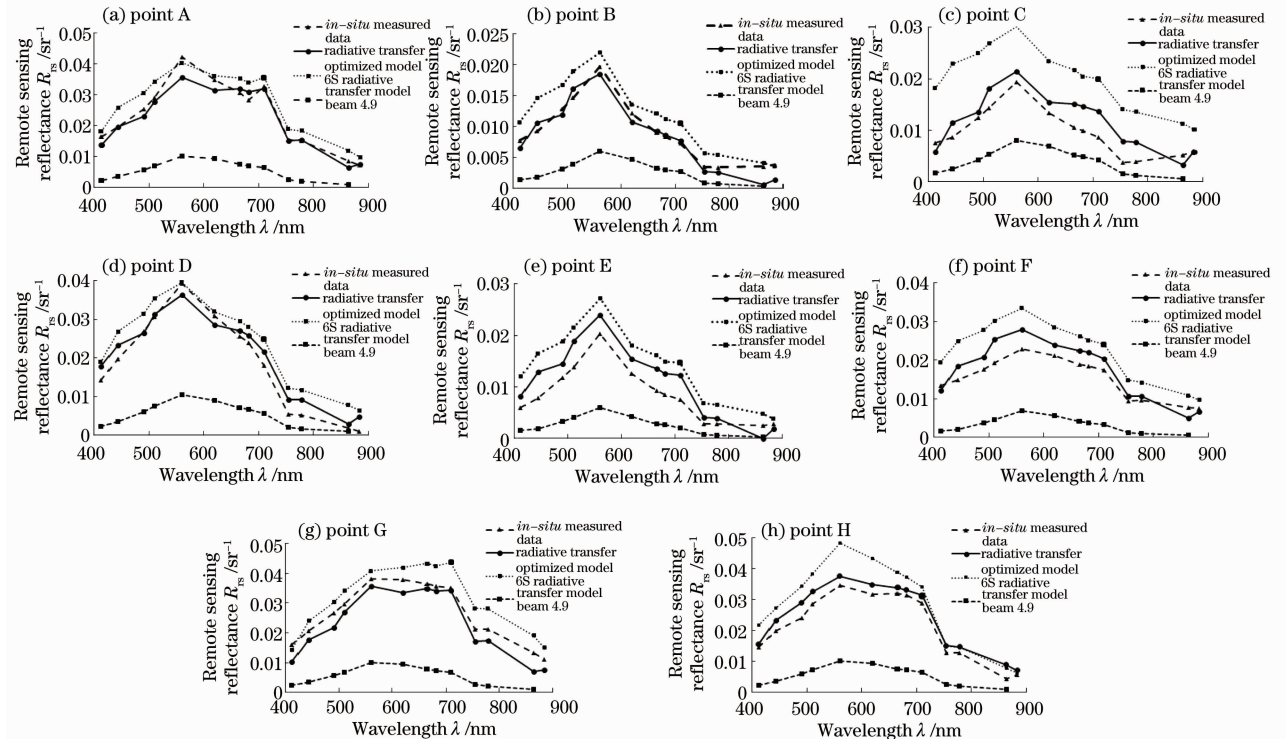 (a) point A
in-situ measured
data
radiative transfer
optimized model
6S radiative
transfer model
beam 4.9
Remote sensing
reflectance Rrs /sr⁻¹
0.05
0.04
0.03
0.02
0.01
0
400 500 600 700 800 900
Wavelength λ /nm
(b) point B
in-situ measured
data
radiative transfer
optimized model
6S radiative
transfer model
beam 4.9
Remote sensing
reflectance Rrs /sr⁻¹
0.025
0.020
0.015
0.010
0.005
0
400 500 600 700 800 900
Wavelength λ /nm
(c) point C
in-situ measured
data
radiative transfer
optimized model
6S radiative
transfer model
beam 4.9
Remote sensing
reflectance Rrs /sr⁻¹
0.03
0.02
0.01
0
400 500 600 700 800 900
Wavelength λ /nm
(d) point D
in-situ measured
data
radiative transfer
optimized model
6S radiative
transfer model
beam 4.9
Remote sensing
reflectance Rrs /sr⁻¹
0.04
0.03
0.02
0.01
0
400 500 600 700 800 900
Wavelength λ /nm
(e) point E
in-situ measured
data
radiative transfer
optimized model
6S radiative
transfer model
beam 4.9
Remote sensing
reflectance Rrs /sr⁻¹
0.03
0.02
0.01
0
400 500 600 700 800 900
Wavelength λ /nm
(f) point F
in-situ measured
data
radiative transfer
optimized model
6S radiative
transfer model
beam 4.9
Remote sensing
reflectance Rrs /sr⁻¹
0.04
0.03
0.02
0.01
0
400 500 600 700 800 900
Wavelength λ /nm
(g) point G
in-situ measured
data
radiative transfer
optimized model
6S radiative
transfer model
beam 4.9
Remote sensing
reflectance Rrs /sr⁻¹
0.05
0.04
0.03
0.02
0.01
0
400 500 600 700 800 900
Wavelength λ /nm
(h) point H
in-situ measured
data
radiative transfer
optimized model
6S radiative
transfer model
beam 4.9
Remote sensing
reflectance Rrs /sr⁻¹
0.05
0.04
0.03
0.02
0.01
0
400 500 600 700 800 900
Wavelength λ /nm